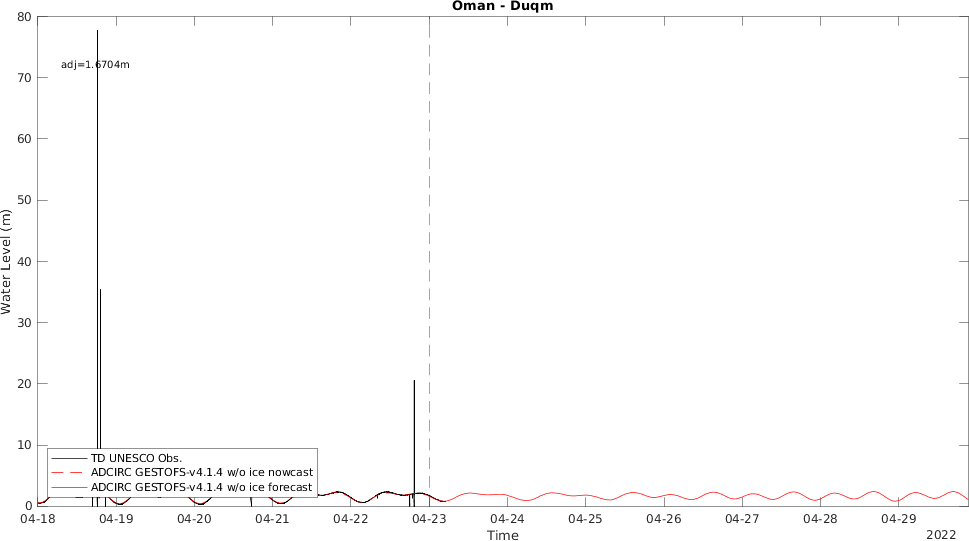 Oman - Duqm
80
adj=1.6704m
70
60
50
40
30
20
10
0
Water Level (m)
TD UNESCO Obs.
ADCIRC GESTOFS-v4.1.4 w/o ice nowcast
ADCIRC GESTOFS-v4.1.4 w/o ice forecast
04-18 04-19 04-20 04-21 04-22 04-23 04-24 04-25 04-26 04-27 04-28 04-29
Time
2022